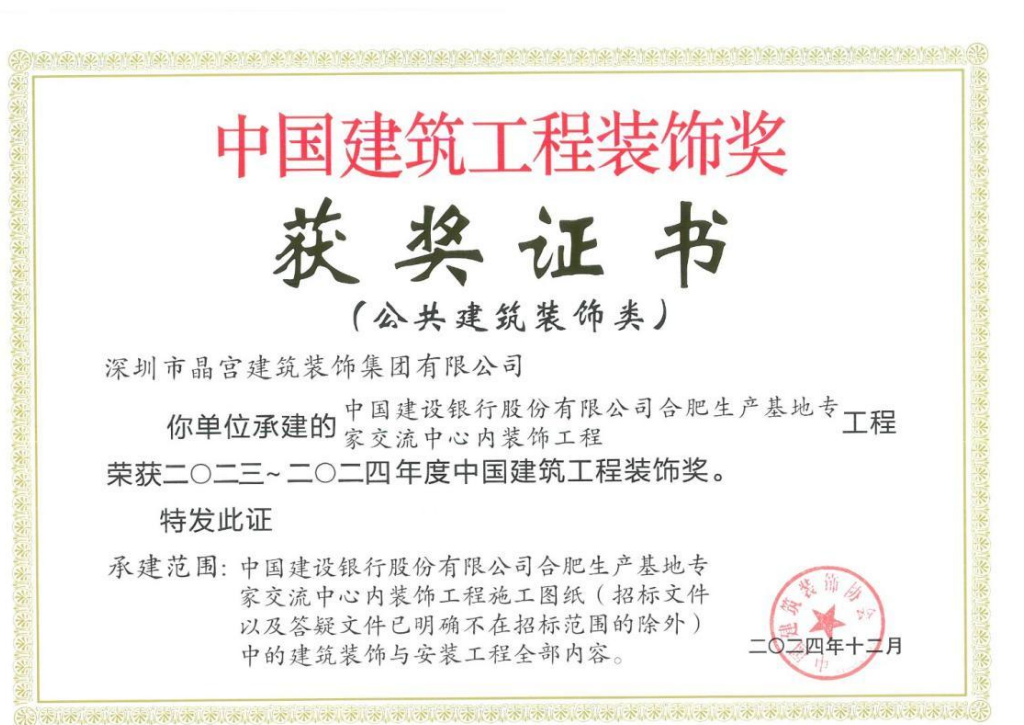 中国建筑工程装饰奖
获奖证书
(公共建筑装饰类)
深圳市晶宫建筑装饰集团有限公司
你单位承建的中国建设银行股份有限公司合肥生产基地专
家交流中心内装饰工程工程
荣获二〇二三~二〇二四年度中国建筑工程装饰奖。
特发此证
承建范围:中国建设银行股份有限公司合肥生产基地专
家交流中心内装饰工程施工图纸(招标文件
以及答疑文件已明确不在招标范围的除外)
中的建筑装饰与安装工程全部内容。
中国建筑装饰协会
二〇二四年十二月